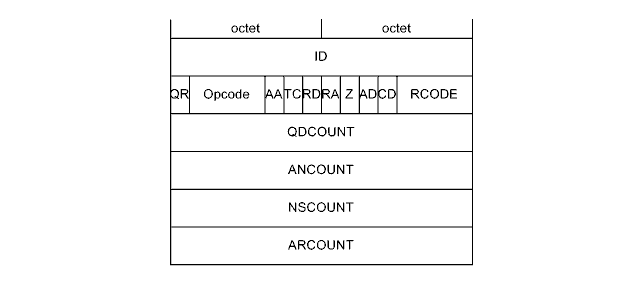 octet octet
ID
QR Opcode AA TC RD RA Z AD CD RCODE
QDCOUNT
ANCOUNT
NSCOUNT
ARCOUNT